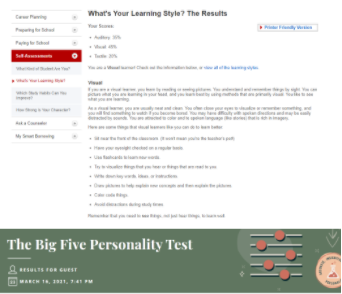 What's Your Learning Style? The Results
Career Planning
Preparing for School
Paying for School
Self-Assessments
What Kind of Student Are You?
What's Your Learning Style?
Which Study Habits Can You Improve?
How Strong Is Your Character?
Ask a Counselor
My Smart Borrowing
Your Scores:
Printer Friendly Version
Auditory: 35%
Visual: 45%
Tactile: 20%
You are a Visual learner! Check out the information below, or view all of the learning styles.
Visual
If you are a visual learner, you learn by reading or seeing pictures. You understand and remember things by sight. You can
picture what you are learning in your head, and you learn best by using methods that are primarily visual. You like to see
what you are learning.
As a visual learner, you are usually neat and clean. You often close your eyes to visualize or remember something, and
you will find something to watch if you become bored. You may have difficulty with spoken directions and may be easily
distracted by sounds. You are attracted to color and to spoken language (like stories) that is rich in imagery.
Here are some things that visual learners like you can do to learn better:
Sit near the front of the classroom. (It won't mean you're the teacher's pet!)
Have your eyesight checked on a regular basis.
Use flashcards to learn new words.
Try to visualize things that you hear or things that are read to you.
Write down key words, ideas, or instructions.
Draw pictures to help explain new concepts and then explain the pictures.
Color code things.
Avoid distractions during study times.
Remember that you need to see things, not just hear things, to learn well.
The Big Five Personality Test
RESULTS FOR GUEST
MARCH 16, 2021, 7:41 PM